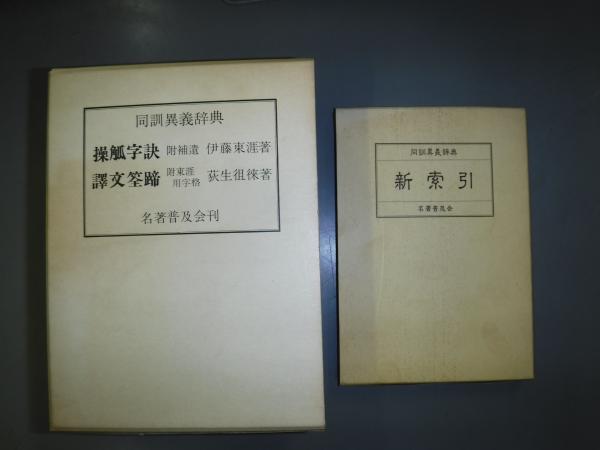 同訓異義辞典
操觚字訣 附補遺 伊藤東涯著
譯文筌蹄 附東涯用字格 荻生徂徠著
名著普及会刊
同訓異義辞典
新索引
名著普及会